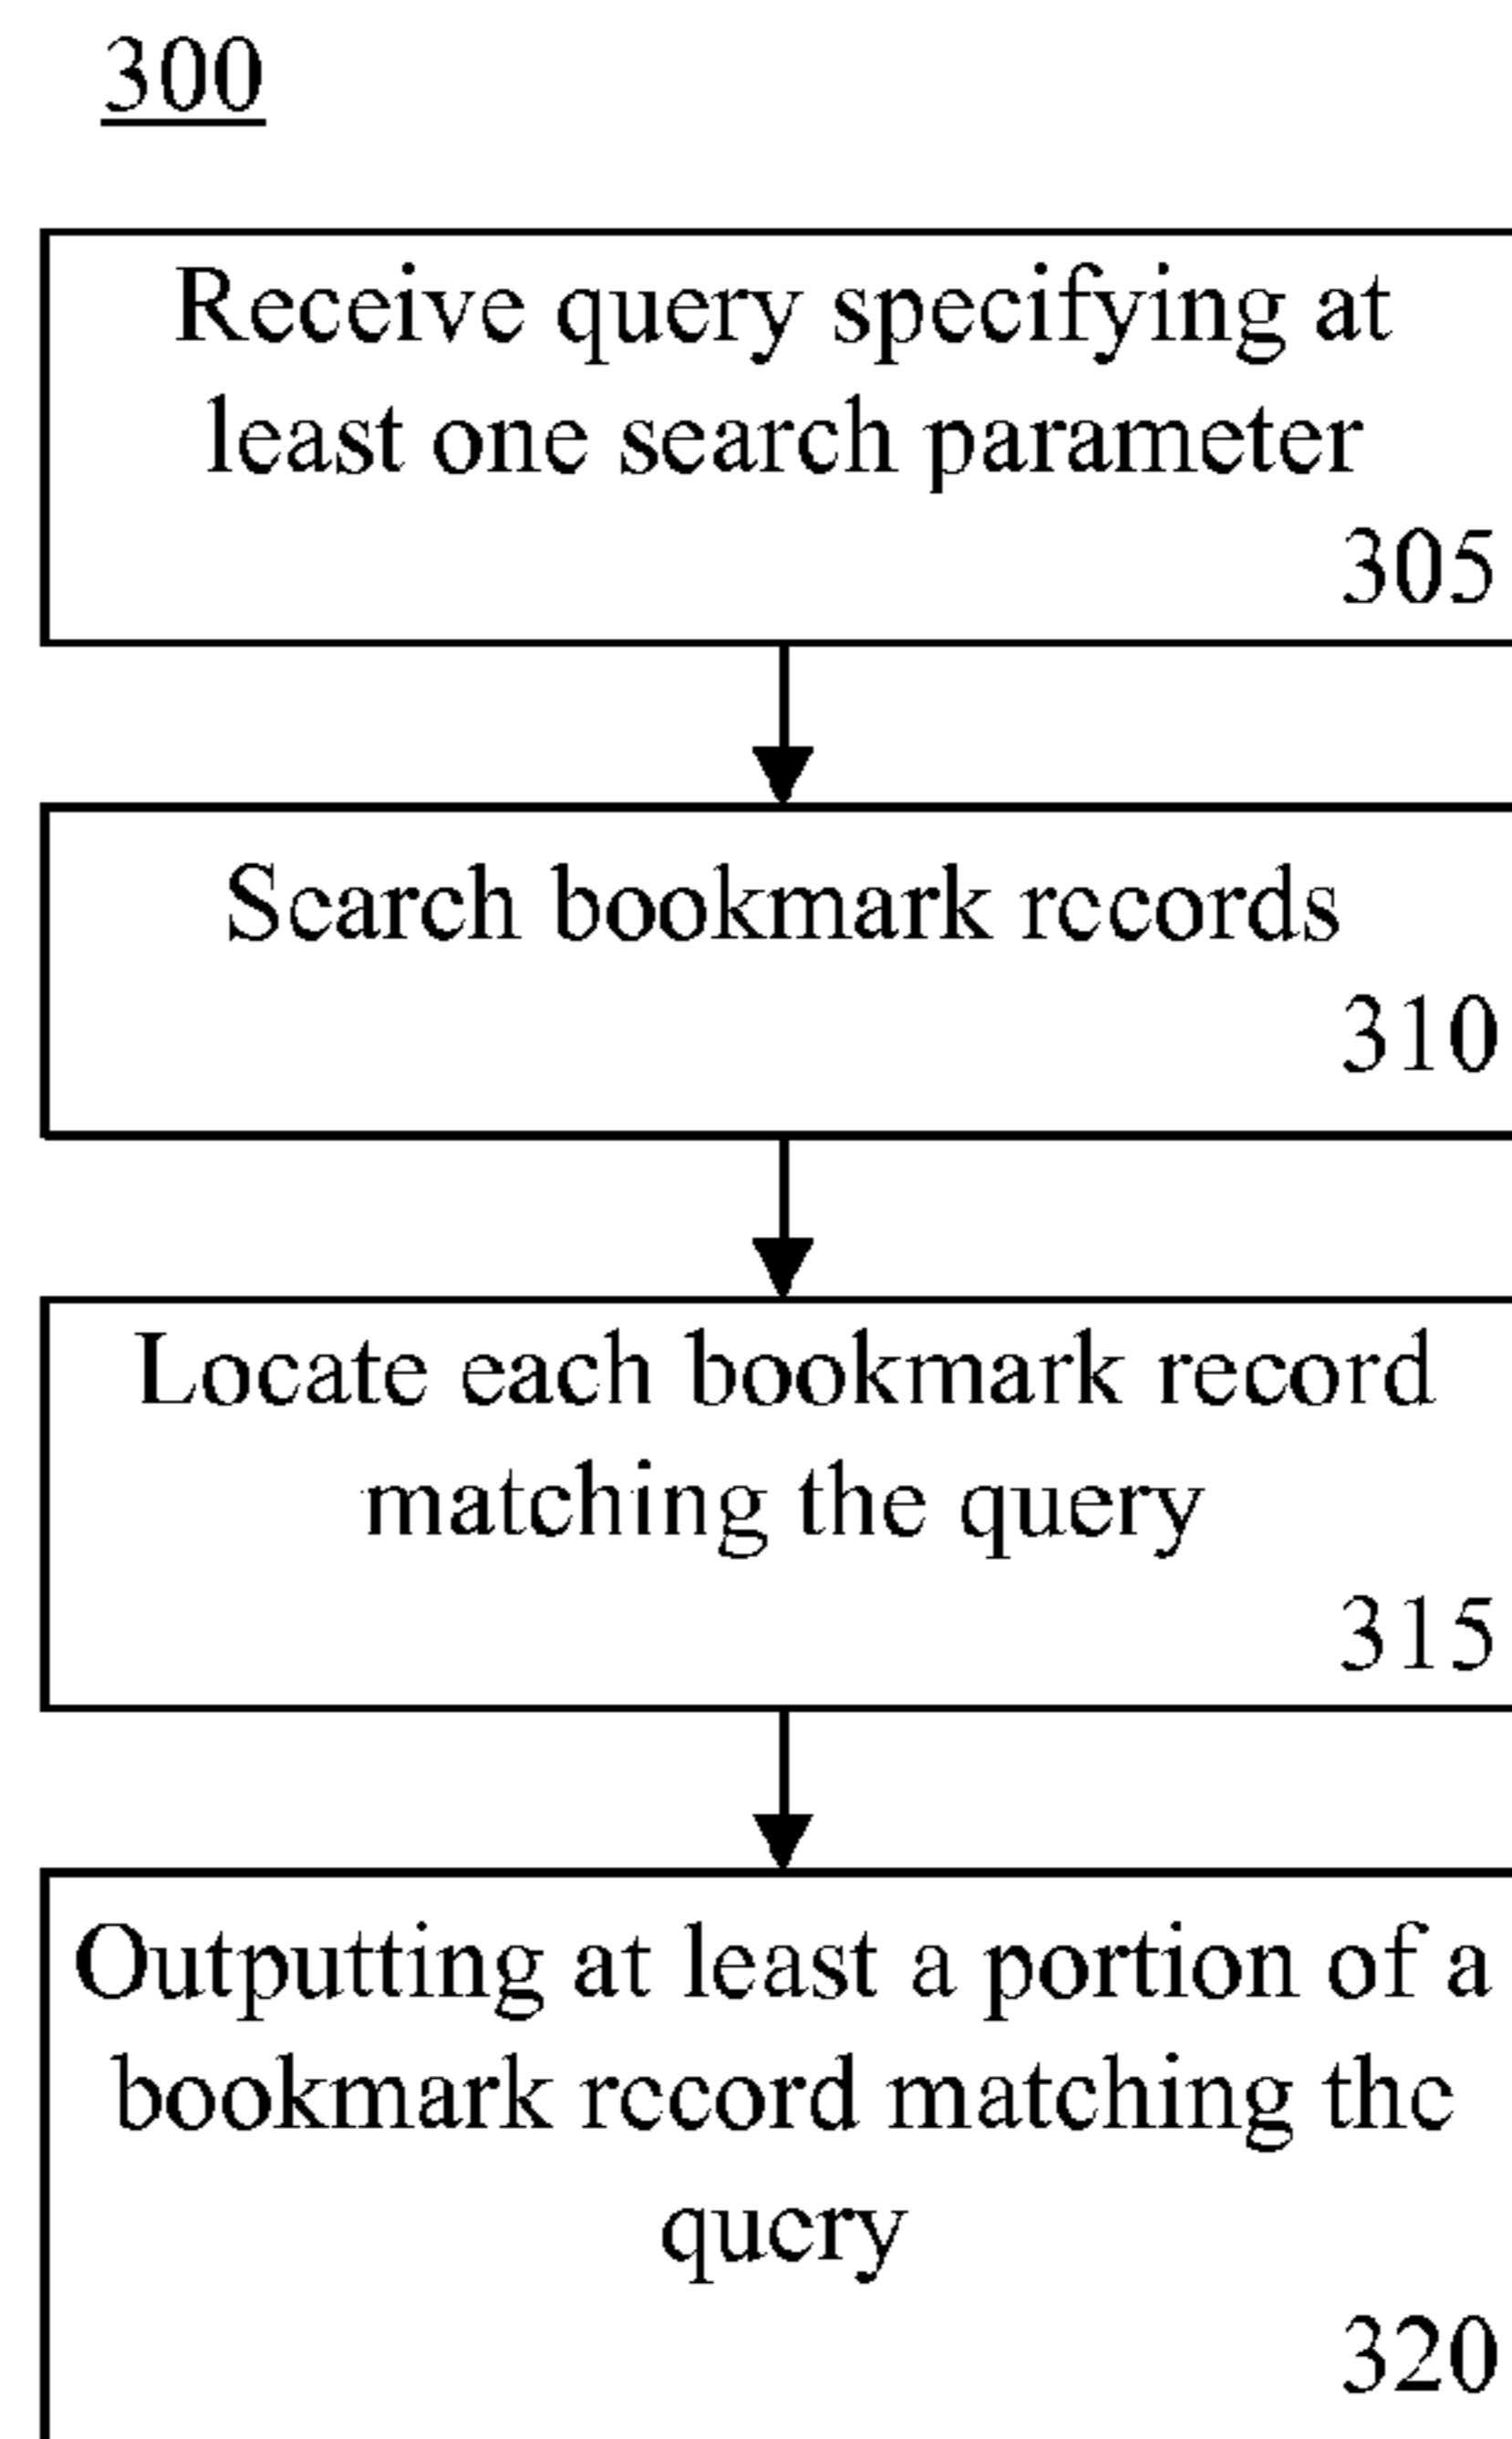 300
Receive query specifying at
least one search parameter
305
Search bookmark records
310
Locate each bookmark record
matching the query
315
Outputting at least a portion of a
bookmark record matching the
query
320